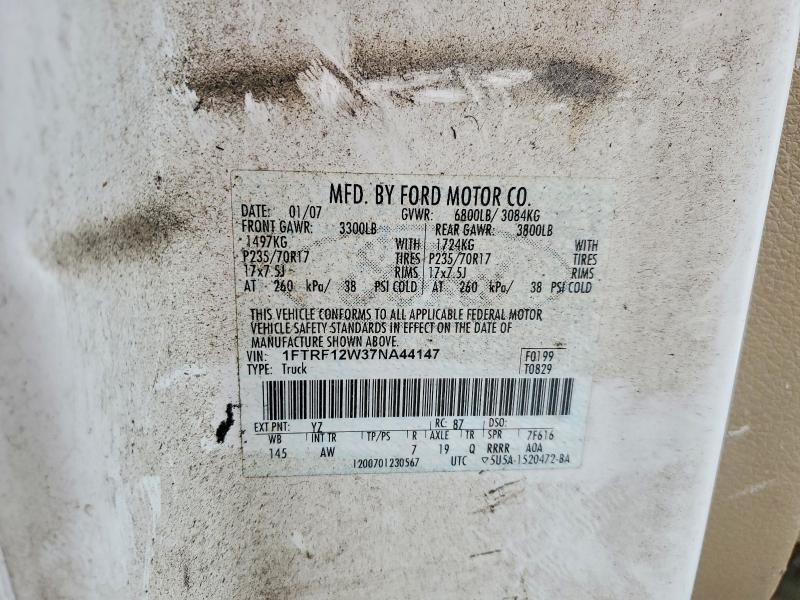 MFD. BY FORD MOTOR CO.
DATE: 01/07 GVWR: 6800LB/ 3084KG
FRONT GAWR: 3300LB REAR GAWR: 3800LB
1497KG WITH 1724KG WITH
P235/70R17 TIRES P235/70R17 TIRES
17x7.5J RIMS 17x7.5J RIMS
AT 260 kPa/ 38 PSI COLD AT 260 kPa/ 38 PSI COLD
THIS VEHICLE CONFORMS TO ALL APPLICABLE FEDERAL MOTOR
VEHICLE SAFETY STANDARDS IN EFFECT ON THE DATE OF
MANUFACTURE SHOWN ABOVE.
VIN: 1FTRF12W37NA44147 F0199
TYPE: Truck T0829
EXT PNT: YZ RC: 87 DSO:
WB INT TR TP/PS R AXLE TR SPR 7F616
145 AW 7 19 Q RRRR A0A
1200701230567 UTC ▽5U5A-1520472-BA